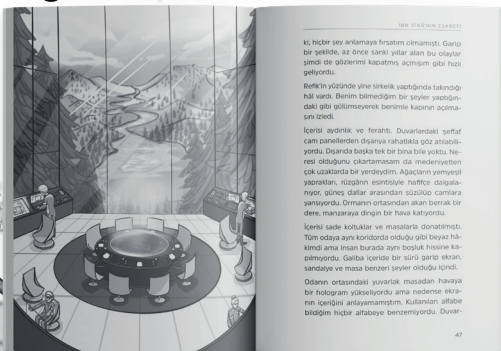 İBN SİNÂ'NIN ESARETİ
ki, hiçbir şey anlamaya fırsatım olmamıştı. Garip
bir şekilde, az önce sanki yıllar alan bu olaylar
şimdi de gözlerimi kapatmış açmışım gibi hızlı
geliyordu.
Refik'in yüzünde yine sirkelik yaptığında takındığı
hâl vardı. Benim bilmediğim bir şeyler yaptığın-
daki gibi gülümseyerek benimle kapının açılma-
sını izledi.
İçerisi aydınlık ve ferahtı. Duvarlardaki şeffaf
cam panellerden dışarıya rahatlıkla göz atılabili-
yordu. Dışarıda başka tek bir bina bile yoktu. Ne-
resi olduğunu çıkartamasam da medeniyetten
çok uzaklarda bir yerdeydim. Ağaçların yemyeşil
yaprakları, rüzgârın esintisiyle hafifçe dalgala-
nıyor, güneş dallar arasından süzülüp camlara
yansıyordu. Ormanın ortasından akan berrak bir
dere, manzaraya dingin bir hava katıyordu.
İçerisi sade koltuklar ve masalarla donatılmıştı.
Tüm odaya aynı koridorda olduğu gibi beyaz hâ-
kimdi ama insan burada aynı boşluk hissine ka-
pılmıyordu. Galiba içeride bir sürü garip ekran,
sandalye ve masa benzeri şeyler olduğu içindi.
Odanın ortasındaki yuvarlak masadan havaya
bir hologram yükseliyordu ama nedense ekra-
nın içeriğini anlayamamıştım. Kullanılan alfabe
bildiğim hiçbir alfabeye benzemiyordu. Duvar-
47